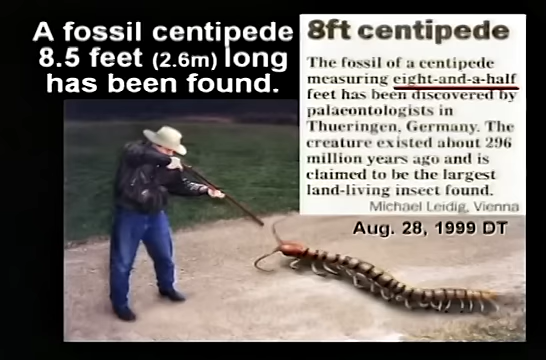 A fossil centipede
8.5 feet (2.6m) long
has been found.
8ft centipede
The fossil of a centipede
measuring eight-and-a-half
feet has been discovered by
palaeontologists in
Thueringen, Germany. The
creature existed about 296
million years ago and is
claimed to be the largest
land-living insect found.
Michael Leidig, Vienna
Aug. 28, 1999 DT